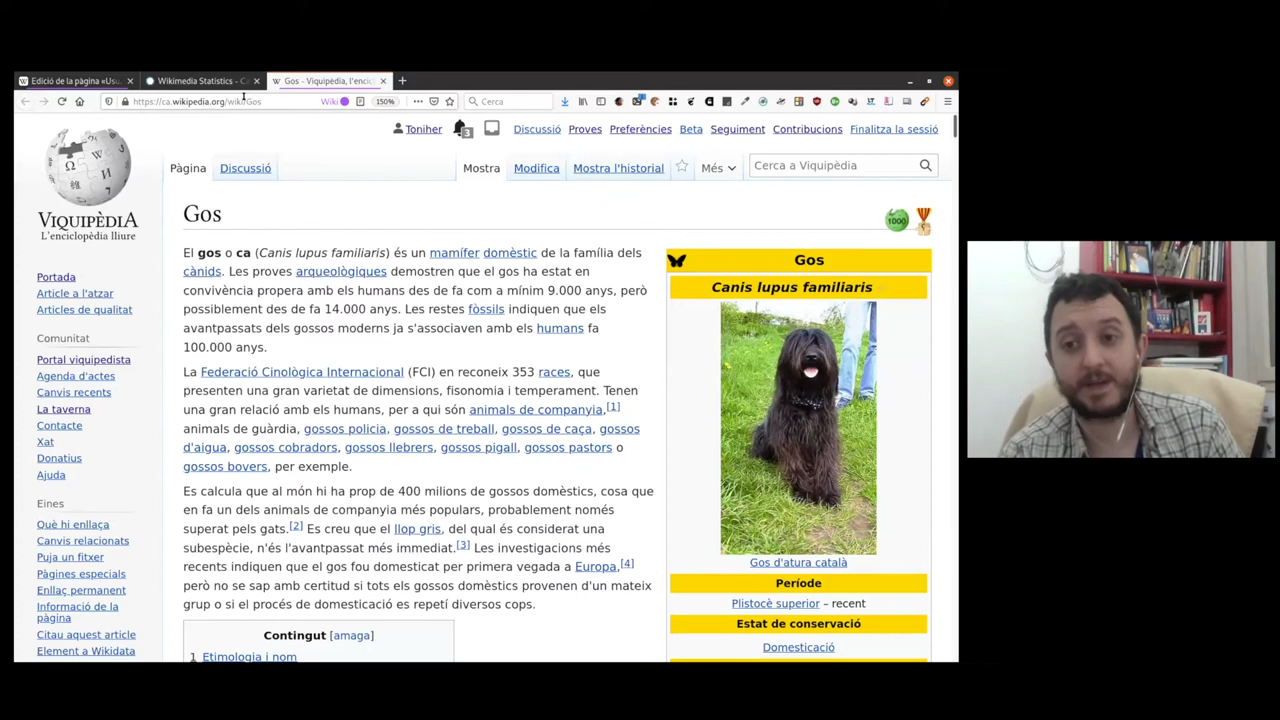 Edició de la pàgina «Usu
Wikimedia Statistics - C
Gos - Viquipèdia, l'encic
https://ca.wikipedia.org/wiki/Gos
Wiki
150%
Cerca
Toniher
3
Discussió
Proves
Preferències
Beta
Seguiment
Contribucions
Finalitza la sessió
Pàgina
Discussió
Mostra
Modifica
Mostra l'historial
Més
Cerca a Viquipèdia
VIQUIPÈDIA
L'enciclopèdia lliure
Portada
Article a l'atzar
Articles de qualitat
Comunitat
Portal viquipedista
Agenda d'actes
Canvis recents
La taverna
Contacte
Xat
Donatius
Ajuda
Eines
Què hi enllaça
Canvis relacionats
Puja un fitxer
Pàgines especials
Enllaç permanent
Informació de la
pàgina
Citau aquest article
Element a Wikidata
Gos
1000
El gos o ca (Canis lupus familiaris) és un mamífer domèstic de la família dels
cànids. Les proves arqueològiques demostren que el gos ha estat en
convivència propera amb els humans des de fa com a mínim 9.000 anys, però
possiblement des de fa 14.000 anys. Les restes fòssils indiquen que els
avantpassats dels gossos moderns ja s'associaven amb els humans fa
100.000 anys.
La Federació Cinològica Internacional (FCI) en reconeix 353 races, que
presenten una gran varietat de dimensions, fisonomia i temperament. Tenen
una gran relació amb els humans, per a qui són animals de companyia,[1]
animals de guàrdia, gossos policia, gossos de treball, gossos de caça, gossos
d'aigua, gossos cobradors, gossos llebrers, gossos pigall, gossos pastors o
gossos bovers, per exemple.
Es calcula que al món hi ha prop de 400 milions de gossos domèstics, cosa que
en fa un dels animals de companyia més populars, probablement només
superat pels gats.[2] Es creu que el llop gris, del qual és considerat una
subespècie, n'és l'avantpassat més immediat.[3] Les investigacions més
recents indiquen que el gos fou domesticat per primera vegada a Europa,[4]
però no se sap amb certitud si tots els gossos domèstics provenen d'un mateix
grup o si el procés de domesticació es repetí diversos cops.
Contingut [amaga]
1 Etimologia i nom
Gos
Canis lupus familiaris
Gos d'atura català
Període
Plistocè superior – recent
Estat de conservació
Domesticació